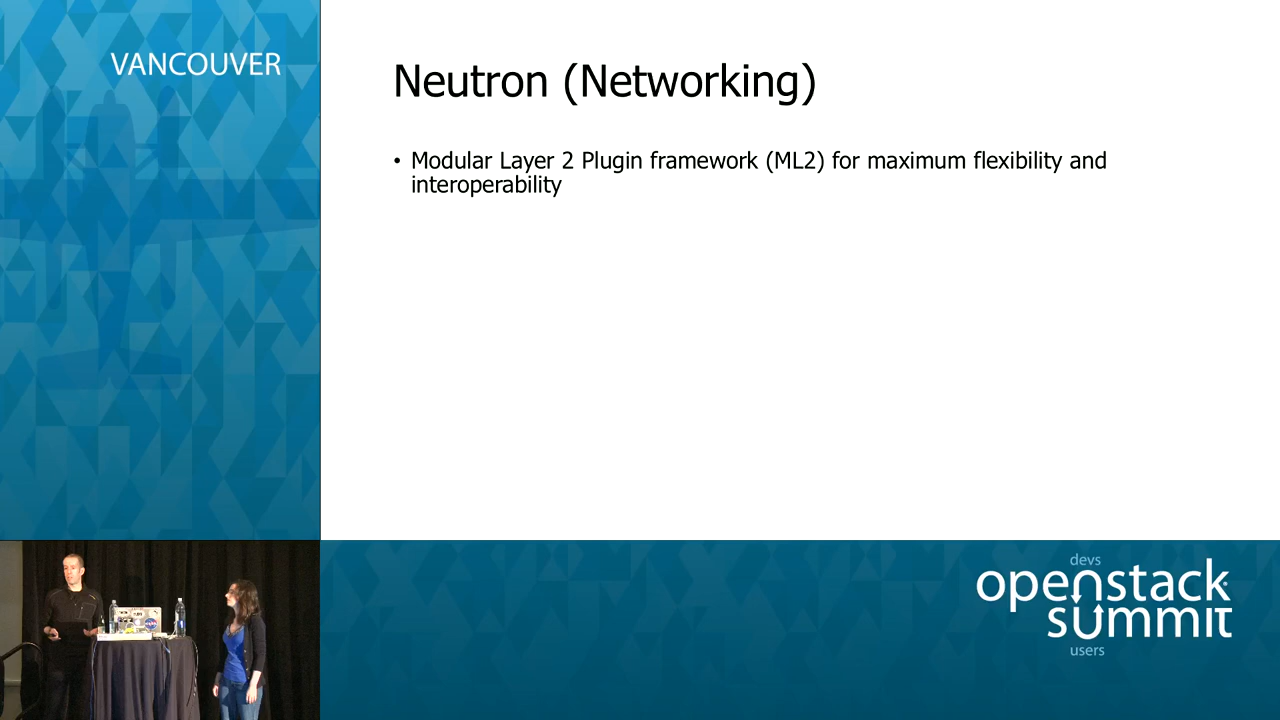 VANCOUVER
Neutron (Networking)
• Modular Layer 2 Plugin framework (ML2) for maximum flexibility and
interoperability
devs
openstack
summit
users